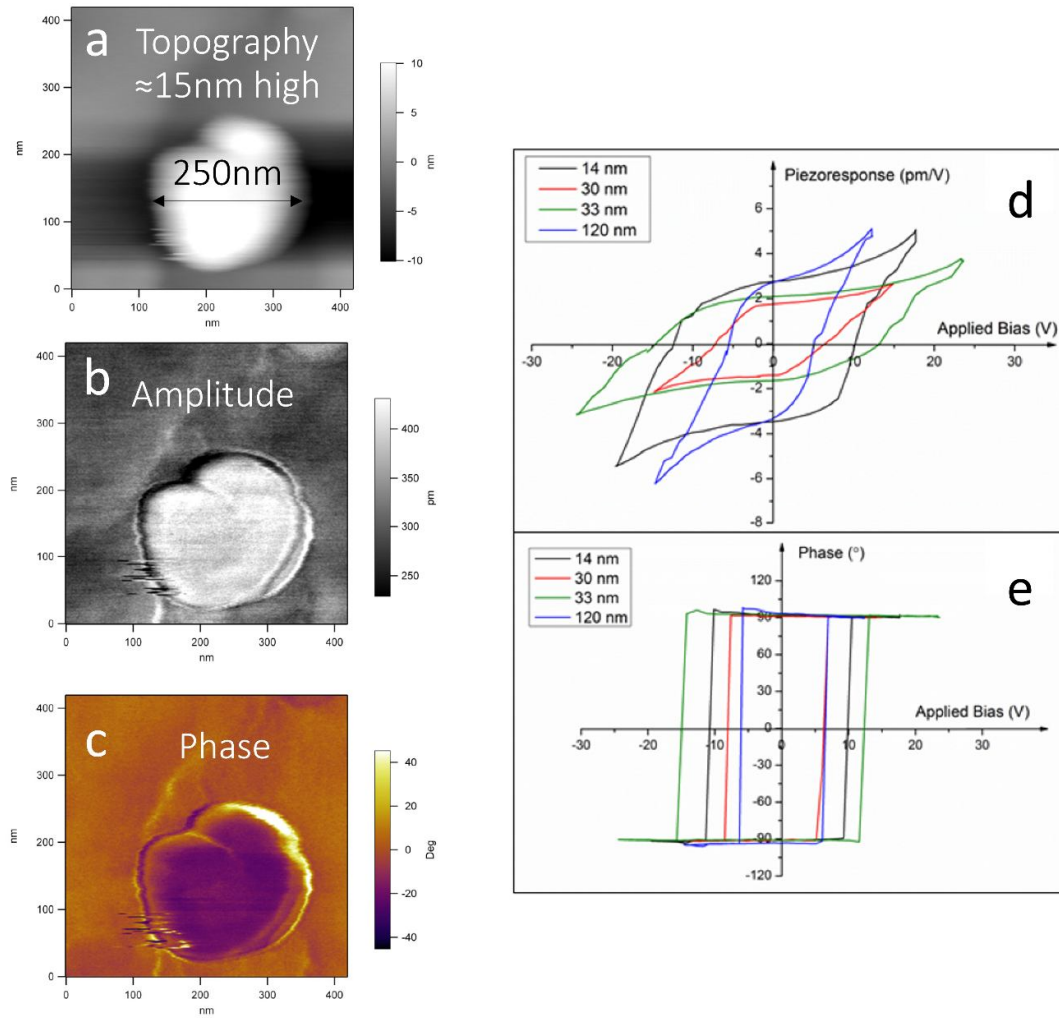 a
Topography
≈15nm high
250nm
400
300
200
100
0
nm
0
100
200
300
400
nm
10
5
0
-5
-10
nm
b
Amplitude
400
300
200
100
0
nm
0
100
200
300
400
nm
400
350
300
250
pm
c
Phase
400
300
200
100
0
nm
0
100
200
300
400
nm
40
20
0
-20
-40
Deg
d
14 nm
30 nm
33 nm
120 nm
Piezoresponse (pm/V)
Applied Bias (V)
6
4
2
0
-2
-4
-6
-8
-30
-20
-10
0
10
20
30
e
14 nm
30 nm
33 nm
120 nm
Phase (°)
Applied Bias (V)
120
90
60
30
0
-30
-60
-90
-120
-30
-20
-10
0
10
20
30